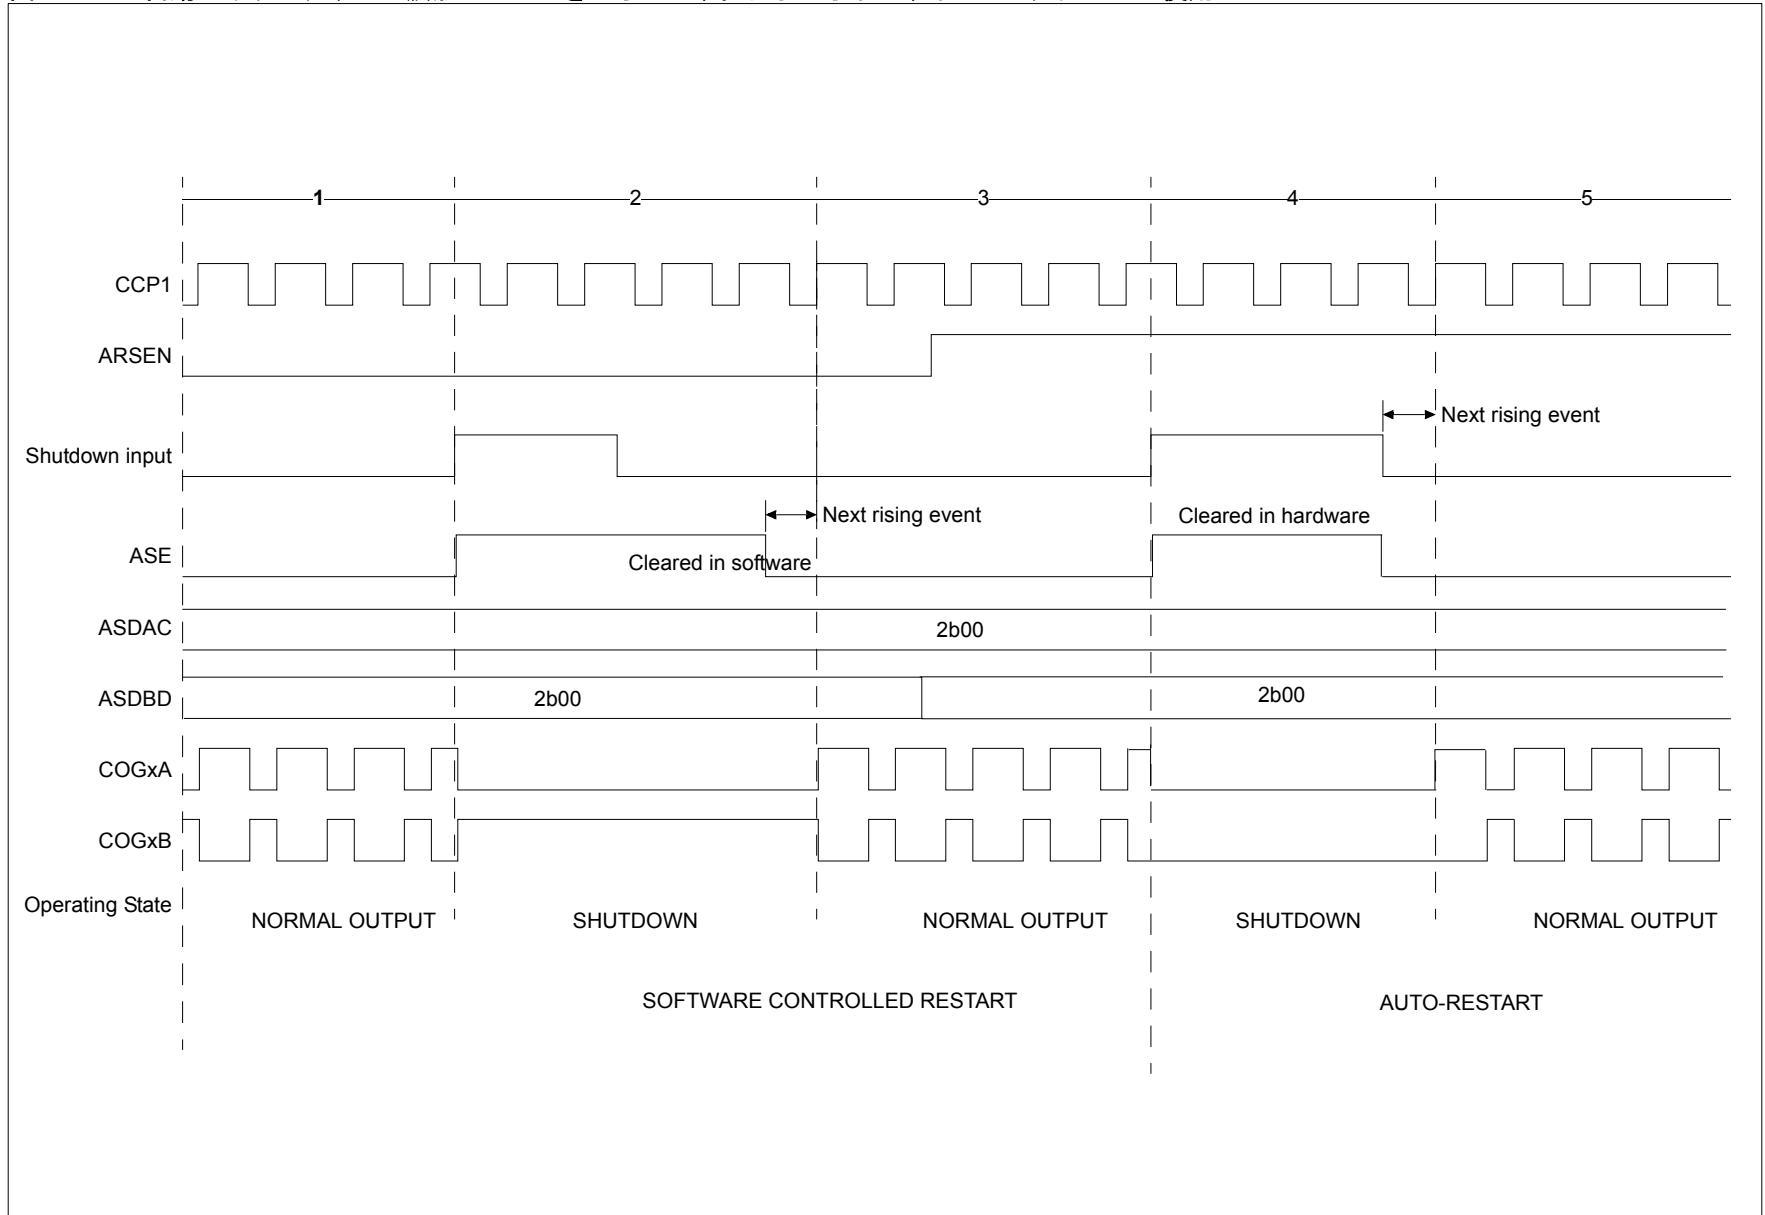 1 2 3 4 5
CCP1
ARSEN
Next rising event
Shutdown input
Next rising event
Cleared in hardware
ASE
Cleared in software
ASDAC
2b00
ASDBD
2b00 2b00
COGxA
COGxB
Operating State
NORMAL OUTPUT SHUTDOWN NORMAL OUTPUT SHUTDOWN NORMAL OUTPUT
SOFTWARE CONTROLLED RESTART AUTO-RESTART